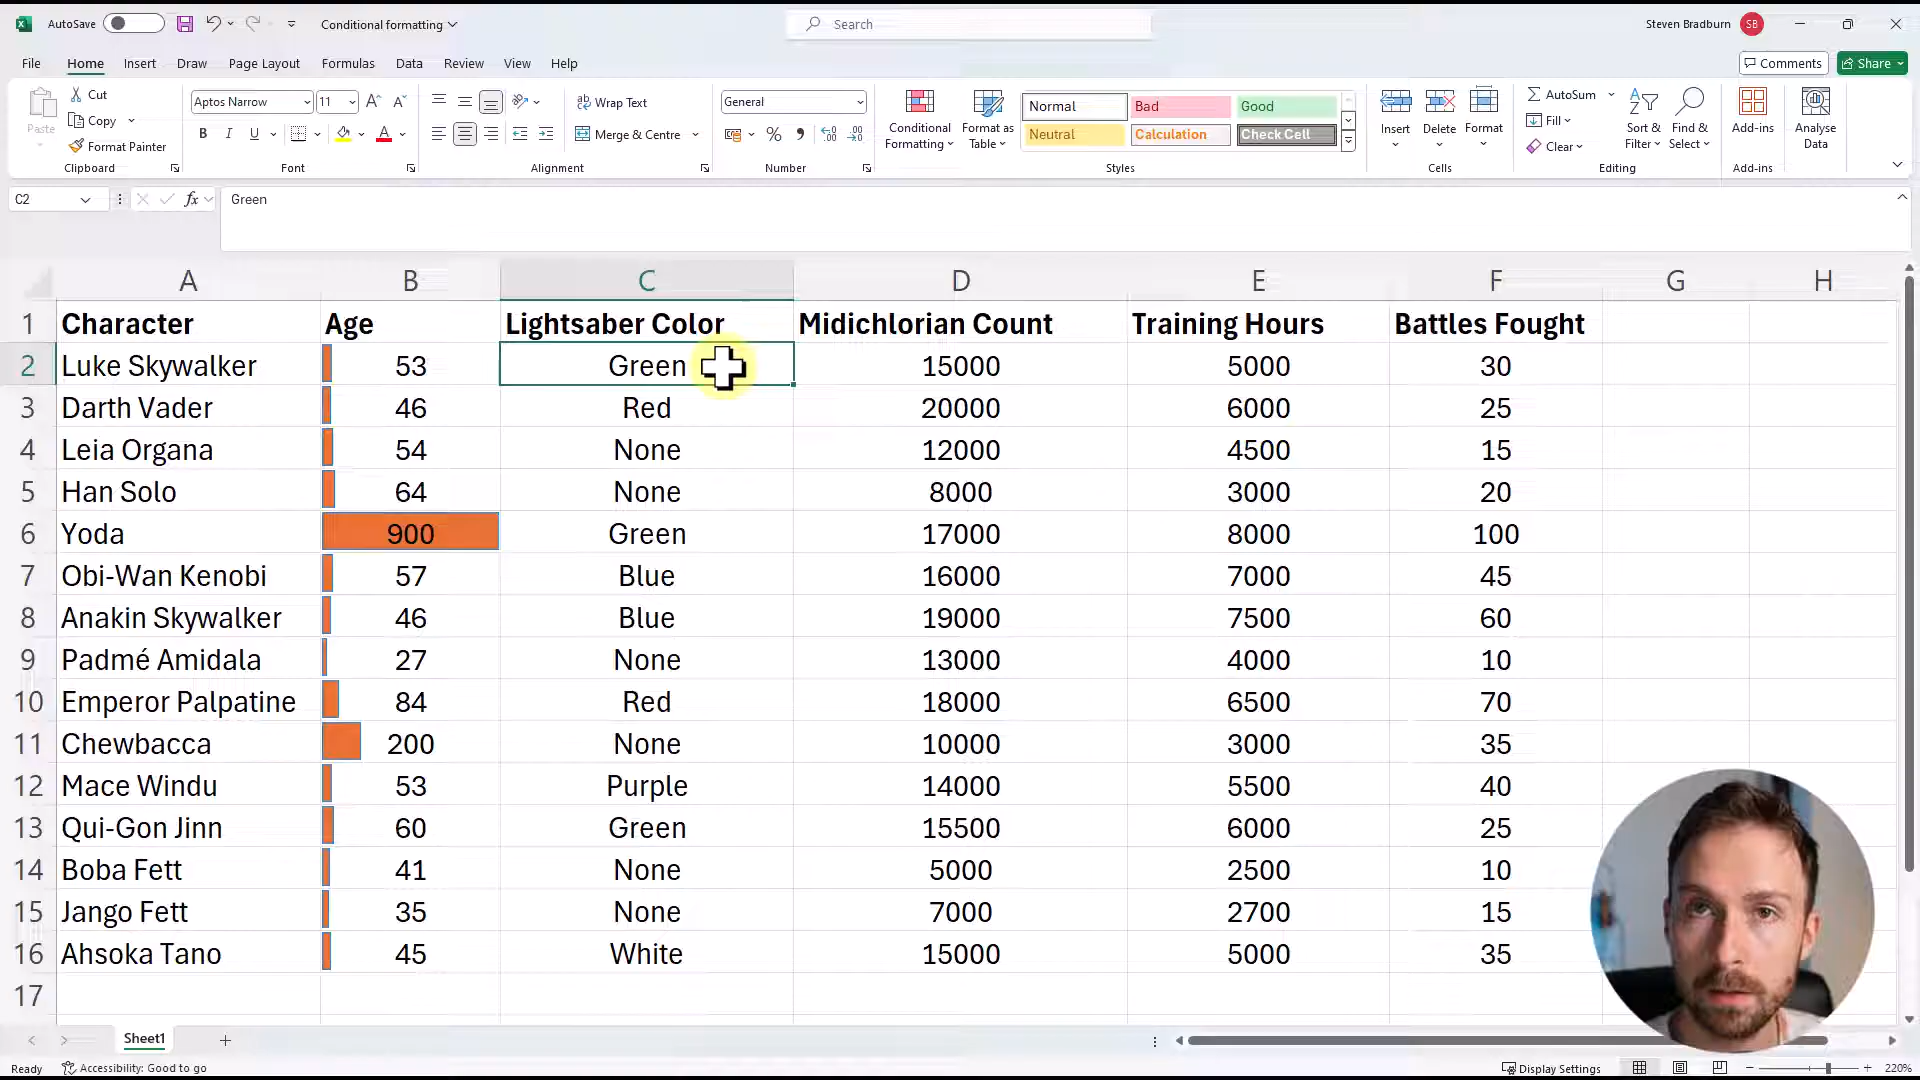 AutoSave
Conditional formatting
Search
Steven Bradburn
SB
File Home Insert Draw Page Layout Formulas Data Review View Help
Comments
Share
Paste
Cut
Copy
Format Painter
Clipboard
Aptos Narrow
11
B I U
Font
Wrap Text
Merge & Centre
Alignment
General
%
Number
Conditional Formatting
Format as Table
Normal Bad Good
Neutral Calculation Check Cell
Styles
Insert Delete Format
Cells
AutoSum
Fill
Clear
Sort & Filter
Find & Select
Editing
Add-ins
Add-ins
Analyse Data
C2
fx
Green
A B C D E F G H
1 Character Age Lightsaber Color Midichlorian Count Training Hours Battles Fought
2 Luke Skywalker 53 Green 15000 5000 30
3 Darth Vader 46 Red 20000 6000 25
4 Leia Organa 54 None 12000 4500 15
5 Han Solo 64 None 8000 3000 20
6 Yoda 900 Green 17000 8000 100
7 Obi-Wan Kenobi 57 Blue 16000 7000 45
8 Anakin Skywalker 46 Blue 19000 7500 60
9 Padmé Amidala 27 None 13000 4000 10
10 Emperor Palpatine 84 Red 18000 6500 70
11 Chewbacca 200 None 10000 3000 35
12 Mace Windu 53 Purple 14000 5500 40
13 Qui-Gon Jinn 60 Green 15500 6000 25
14 Boba Fett 41 None 5000 2500 10
15 Jango Fett 35 None 7000 2700 15
16 Ahsoka Tano 45 White 15000 5000 35
17
Sheet1
Ready
Accessibility: Good to go
Display Settings
220%